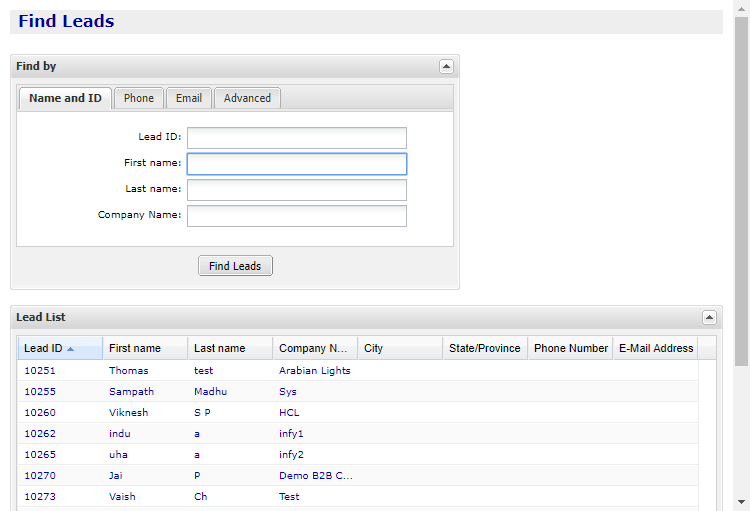 Find Leads
Find by
Name and ID Phone Email Advanced
Lead ID:
First name:
Last name:
Company Name:
Find Leads
Lead List
Lead ID First name Last name Company N... City State/Province Phone Number E-Mail Address
10251 Thomas test Arabian Lights
10255 Sampath Madhu Sys
10260 Viknesh S P HCL
10262 indu a infy1
10265 uha a infy2
10270 Jai P Demo B2B C...
10273 Vaish Ch Test